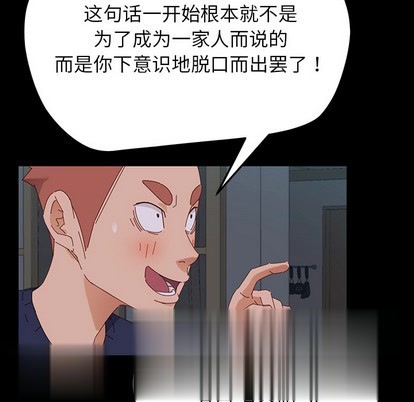 这句话一开始根本就不是
为了成为一家人而说的
而是你下意识地脱口而出罢了！